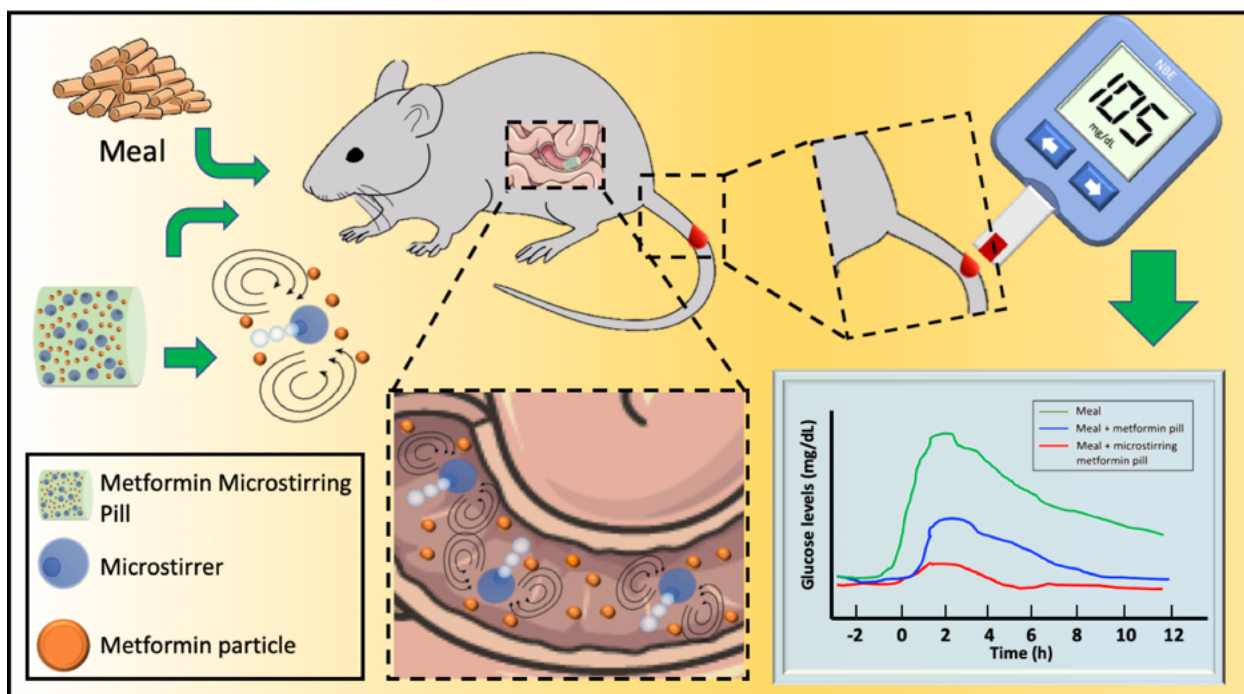 Meal
NBE
105
mg/dL
Metformin Microstirring
Pill
Microstirrer
Metformin particle
Glucose levels (mg/dL)
Meal
Meal + metformin pill
Meal + microstirring
metformin pill
-2 0 2 4 6 8 10 12
Time (h)